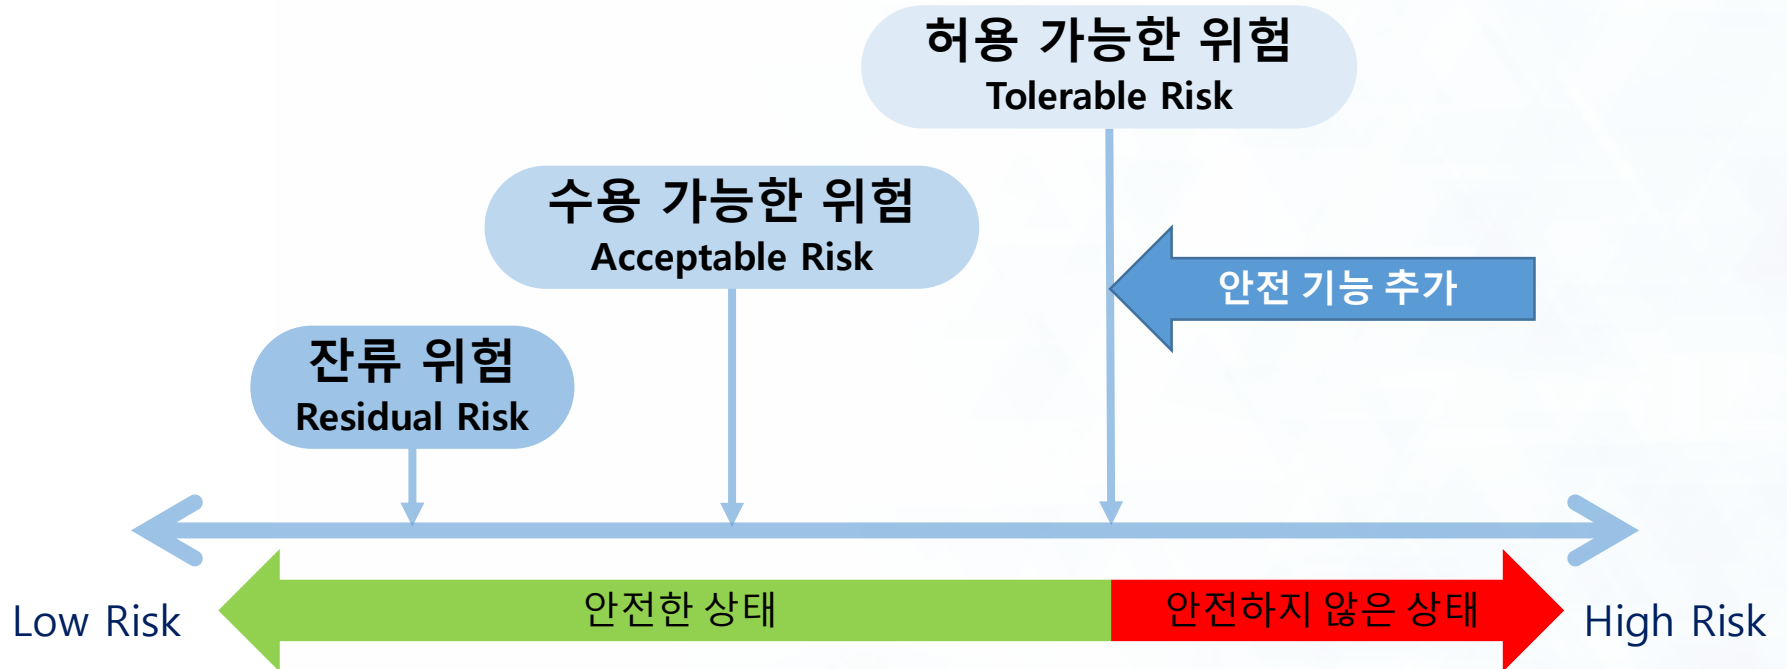 허용 가능한 위험
Tolerable Risk
수용 가능한 위험
Acceptable Risk
안전 기능 추가
잔류 위험
Residual Risk
안전한 상태
안전하지 않은 상태
Low Risk
High Risk